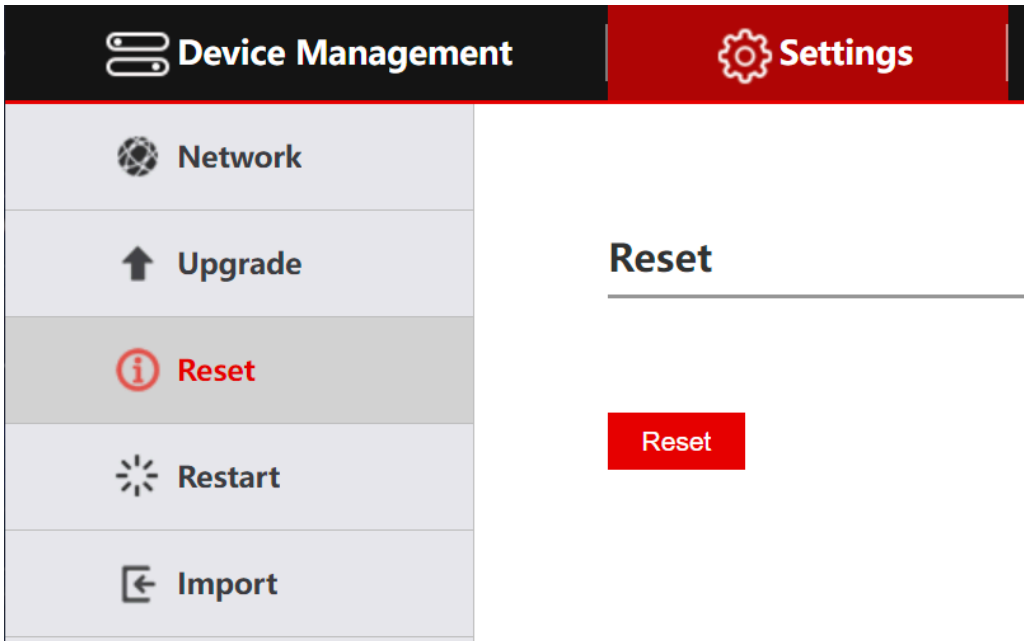 Device Management
Settings
Network
Upgrade
Reset
Restart
Import
Reset
Reset